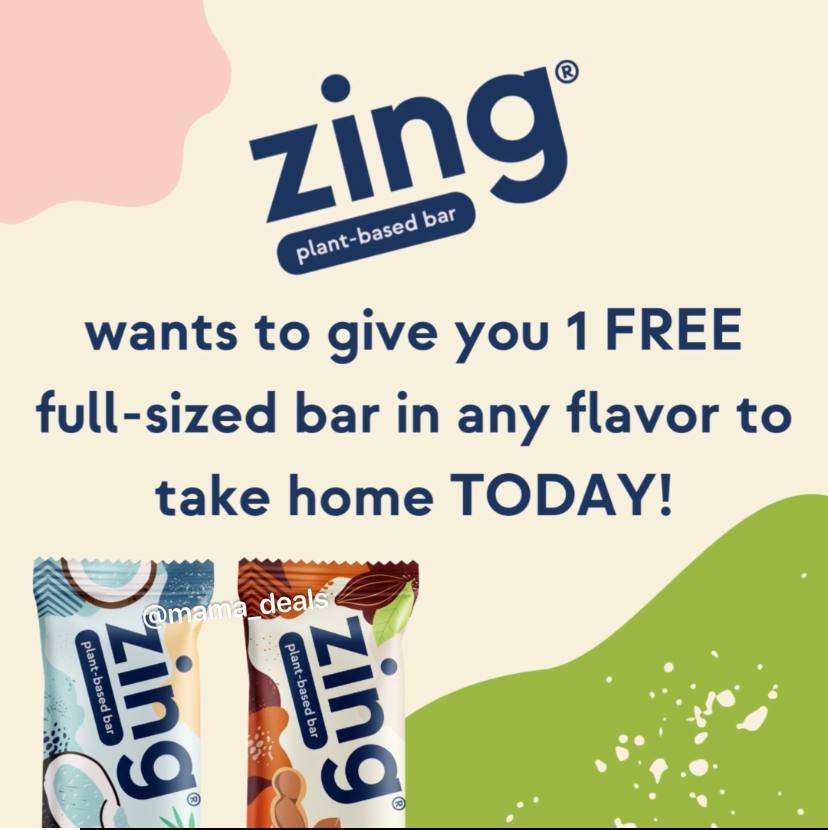 zing®
plant-based bar
wants to give you 1 FREE
full-sized bar in any flavor to
take home TODAY!
@mama_deals
zing®
plant-based bar
zing®
plant-based bar